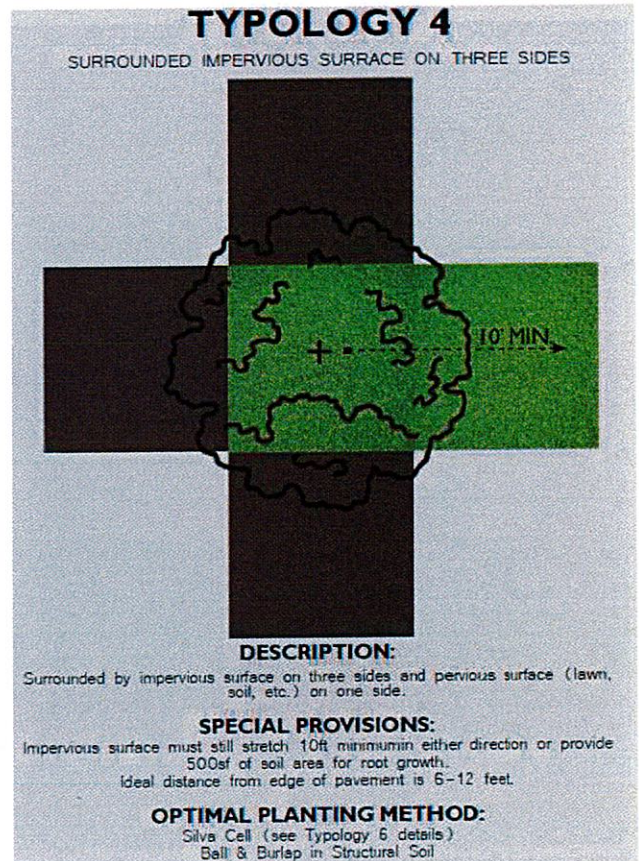 TYPOLOGY 4
SURROUNDED IMPERVIOUS SURRACE ON THREE SIDES
10' MIN.
DESCRIPTION:
Surrounded by impervious surface on three sides and pervious surface (lawn,
soil, etc.) on one side.
SPECIAL PROVISIONS:
Impervious surface must still stretch 10ft minimumin either direction or provide
500sf of soil area for root growth.
Ideal distance from edge of pavement is 6-12 feet.
OPTIMAL PLANTING METHOD:
Silva Cell (see Typology 6 details)
Ball & Burlap in Structural Soil